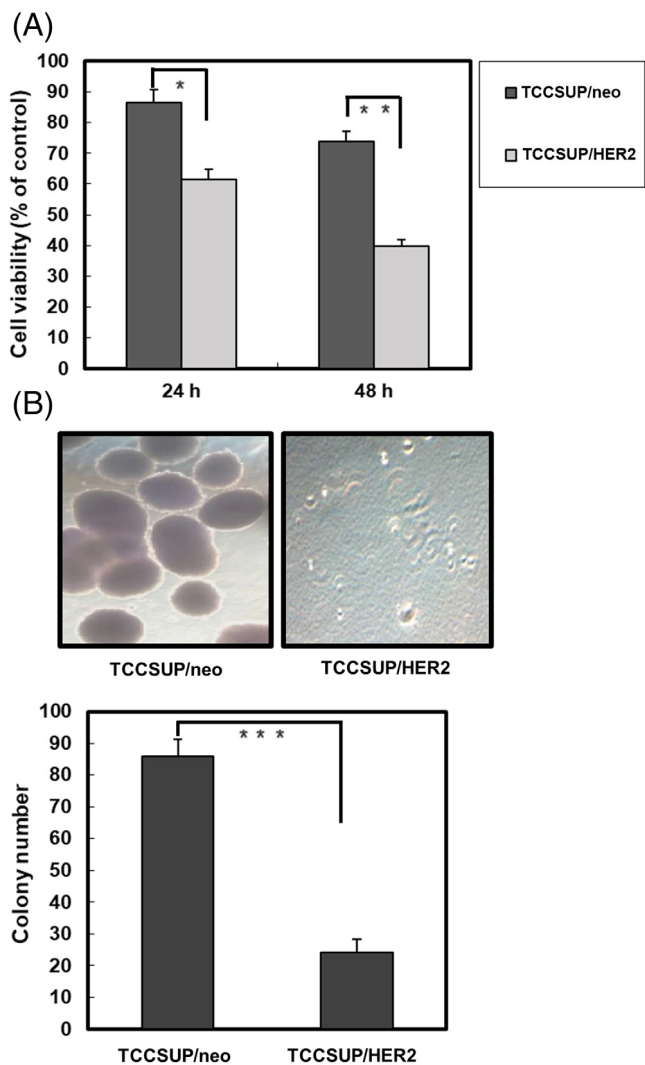 (A)
Cell viability (% of control)
100
90
80
70
60
50
40
30
20
10
0
*
* *
24 h
48 h
TCCSUP/neo
TCCSUP/HER2
(B)
TCCSUP/neo
TCCSUP/HER2
Colony number
100
90
80
70
60
50
40
30
20
10
0
* * *
TCCSUP/neo
TCCSUP/HER2